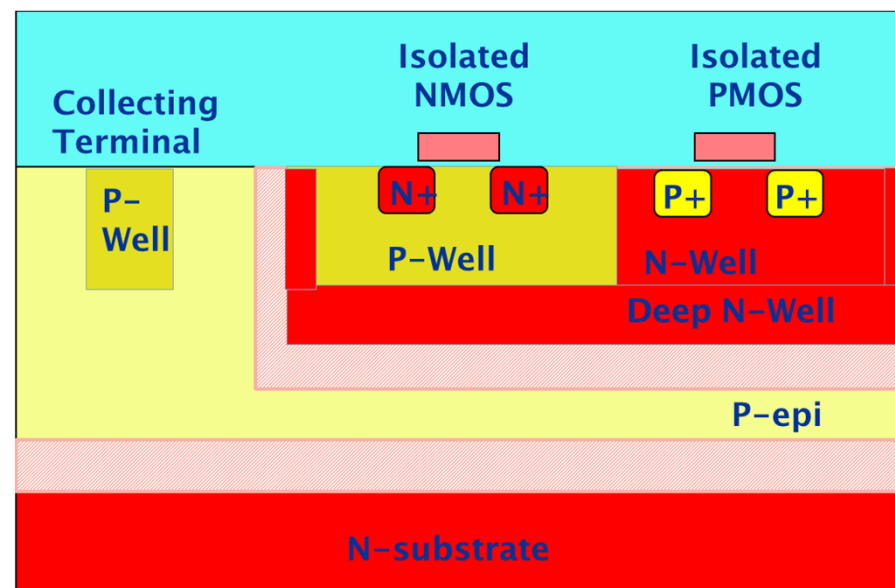 Isolated
NMOS
Isolated
PMOS
Collecting
Terminal
P-
Well
N+
N+
P+
P+
P-Well
N-Well
Deep N-Well
P-epi
N-substrate